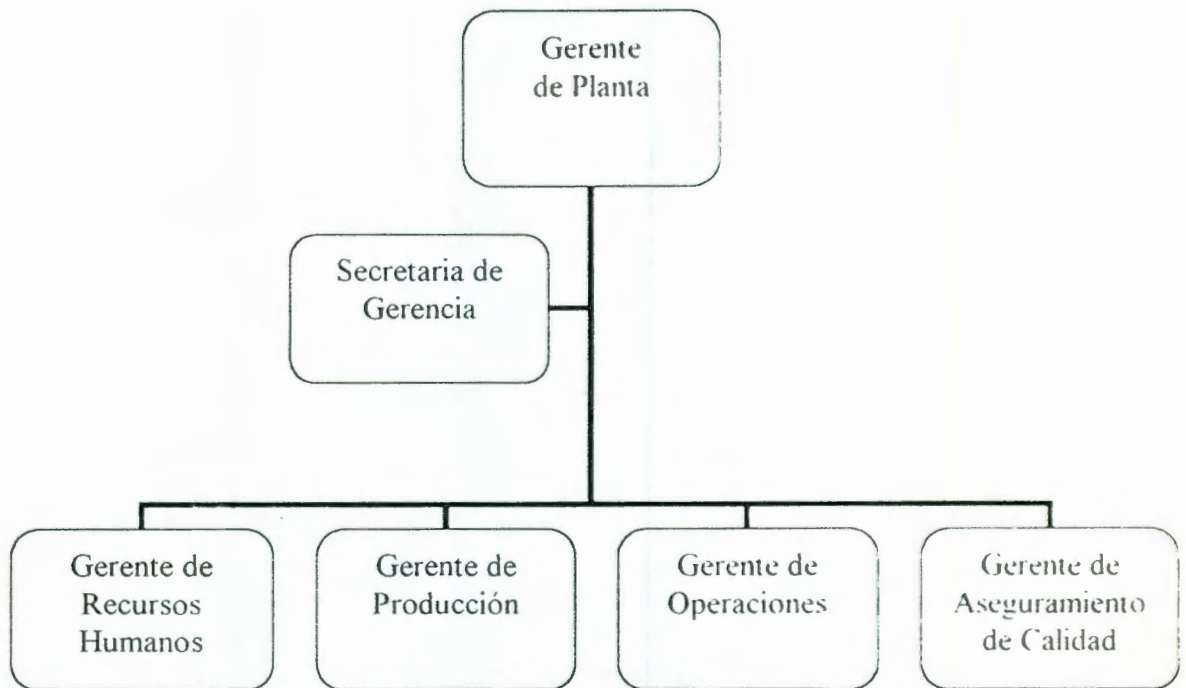 Gerente
de Planta
Secretaria de
Gerencia
Gerente de
Recursos
Humanos
Gerente de
Producción
Gerente de
Operaciones
Gerente de
Aseguramiento
de Calidad